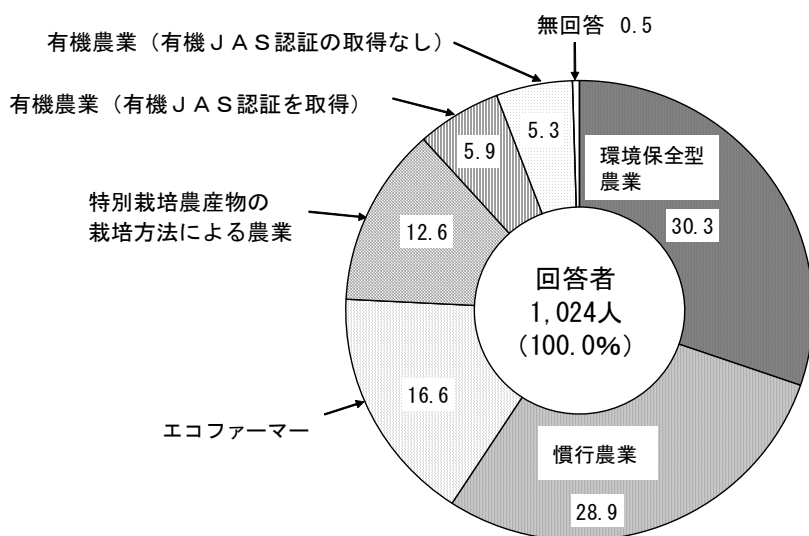 無回答 0.5
有機農業（有機ＪＡＳ認証の取得なし）
有機農業（有機ＪＡＳ認証を取得）
5.3
5.9
環境保全型
農業
30.3
特別栽培農産物の
栽培方法による農業
12.6
回答者
1,024人
(100.0%)
16.6
エコファーマー
慣行農業
28.9